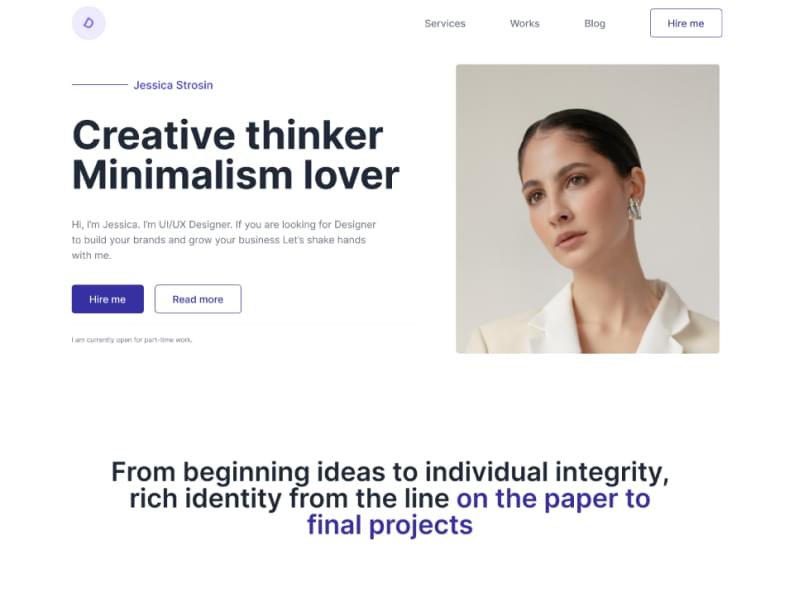 D
Services
Works
Blog
Hire me
Jessica Strosin
Creative thinker
Minimalism lover
Hi, I'm Jessica. I'm UI/UX Designer. If you are looking for Designer
to build your brands and grow your business Let's shake hands
with me.
Hire me
Read more
I am currently open for part-time work.
From beginning ideas to individual integrity,
rich identity from the line on the paper to
final projects